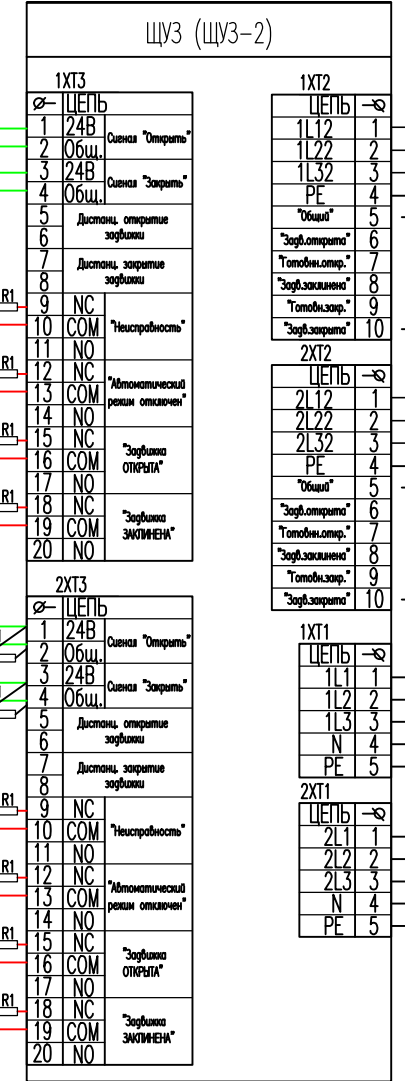 ЩУЗ (ЩУЗ-2)
1ХТ3
ЦЕПЬ
1 24В Сигнал "Открыть"
2 Общ.
3 24В Сигнал "Закрыть"
4 Общ.
5 Дистанц. открытие
6 задвижки
7 Дистанц. закрытие
8 задвижки
R1 9 NC
10 COM "Неисправность"
11 NO
R1 12 NC "Автоматический
13 COM режим отключен"
14 NO
R1 15 NC "Задвижка
16 COM ОТКРЫТА"
17 NO
R1 18 NC "Задвижка
19 COM ЗАКЛИНЕНА"
20 NO
2ХТ3
ЦЕПЬ
1 24В Сигнал "Открыть"
2 Общ.
3 24В Сигнал "Закрыть"
4 Общ.
5 Дистанц. открытие
6 задвижки
7 Дистанц. закрытие
8 задвижки
R1 9 NC
10 COM "Неисправность"
11 NO
R1 12 NC "Автоматический
13 COM режим отключен"
14 NO
R1 15 NC "Задвижка
16 COM ОТКРЫТА"
17 NO
R1 18 NC "Задвижка
19 COM ЗАКЛИНЕНА"
20 NO
1ХТ2
ЦЕПЬ
1L12 1
1L22 2
1L32 3
PE 4
"Общий" 5
"Задв.открыта" 6
"Готовнн.откр." 7
"Задв.заклинена" 8
"Готовн.закр." 9
"Задв.закрыта" 10
2ХТ2
ЦЕПЬ
2L12 1
2L22 2
2L32 3
PE 4
"Общий" 5
"Задв.открыта" 6
"Готовнн.откр." 7
"Задв.заклинена" 8
"Готовн.закр." 9
"Задв.закрыта" 10
1ХТ1
ЦЕПЬ
1L1 1
1L2 2
1L3 3
N 4
PE 5
2ХТ1
ЦЕПЬ
2L1 1
2L2 2
2L3 3
N 4
PE 5